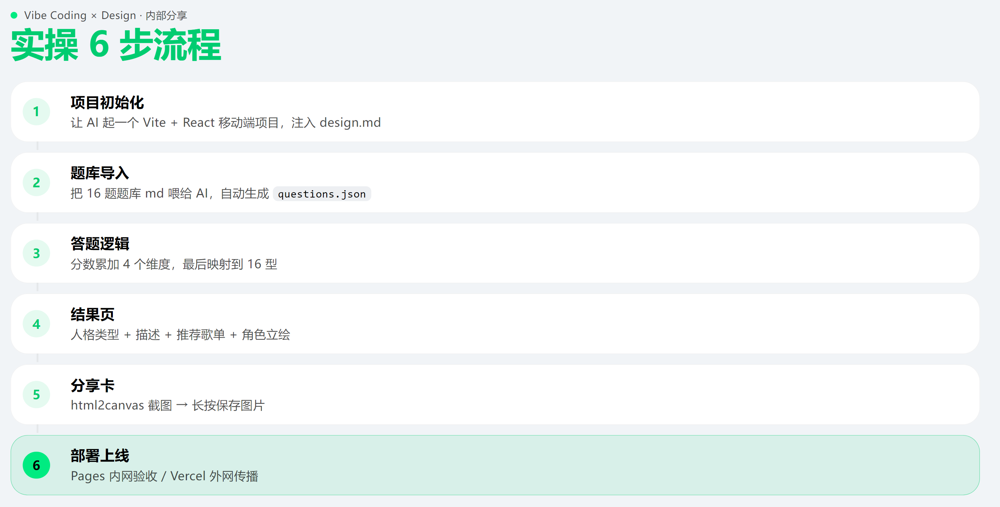 Vibe Coding × Design · 内部分享
实操 6 步流程
1
项目初始化
让 AI 起一个 Vite + React 移动端项目，注入 design.md
2
题库导入
把 16 题题库 md 喂给 AI，自动生成 questions.json
3
答题逻辑
分数累加 4 个维度，最后映射到 16 型
4
结果页
人格类型 + 描述 + 推荐歌单 + 角色立绘
5
分享卡
html2canvas 截图 → 长按保存图片
6
部署上线
Pages 内网验收 / Vercel 外网传播